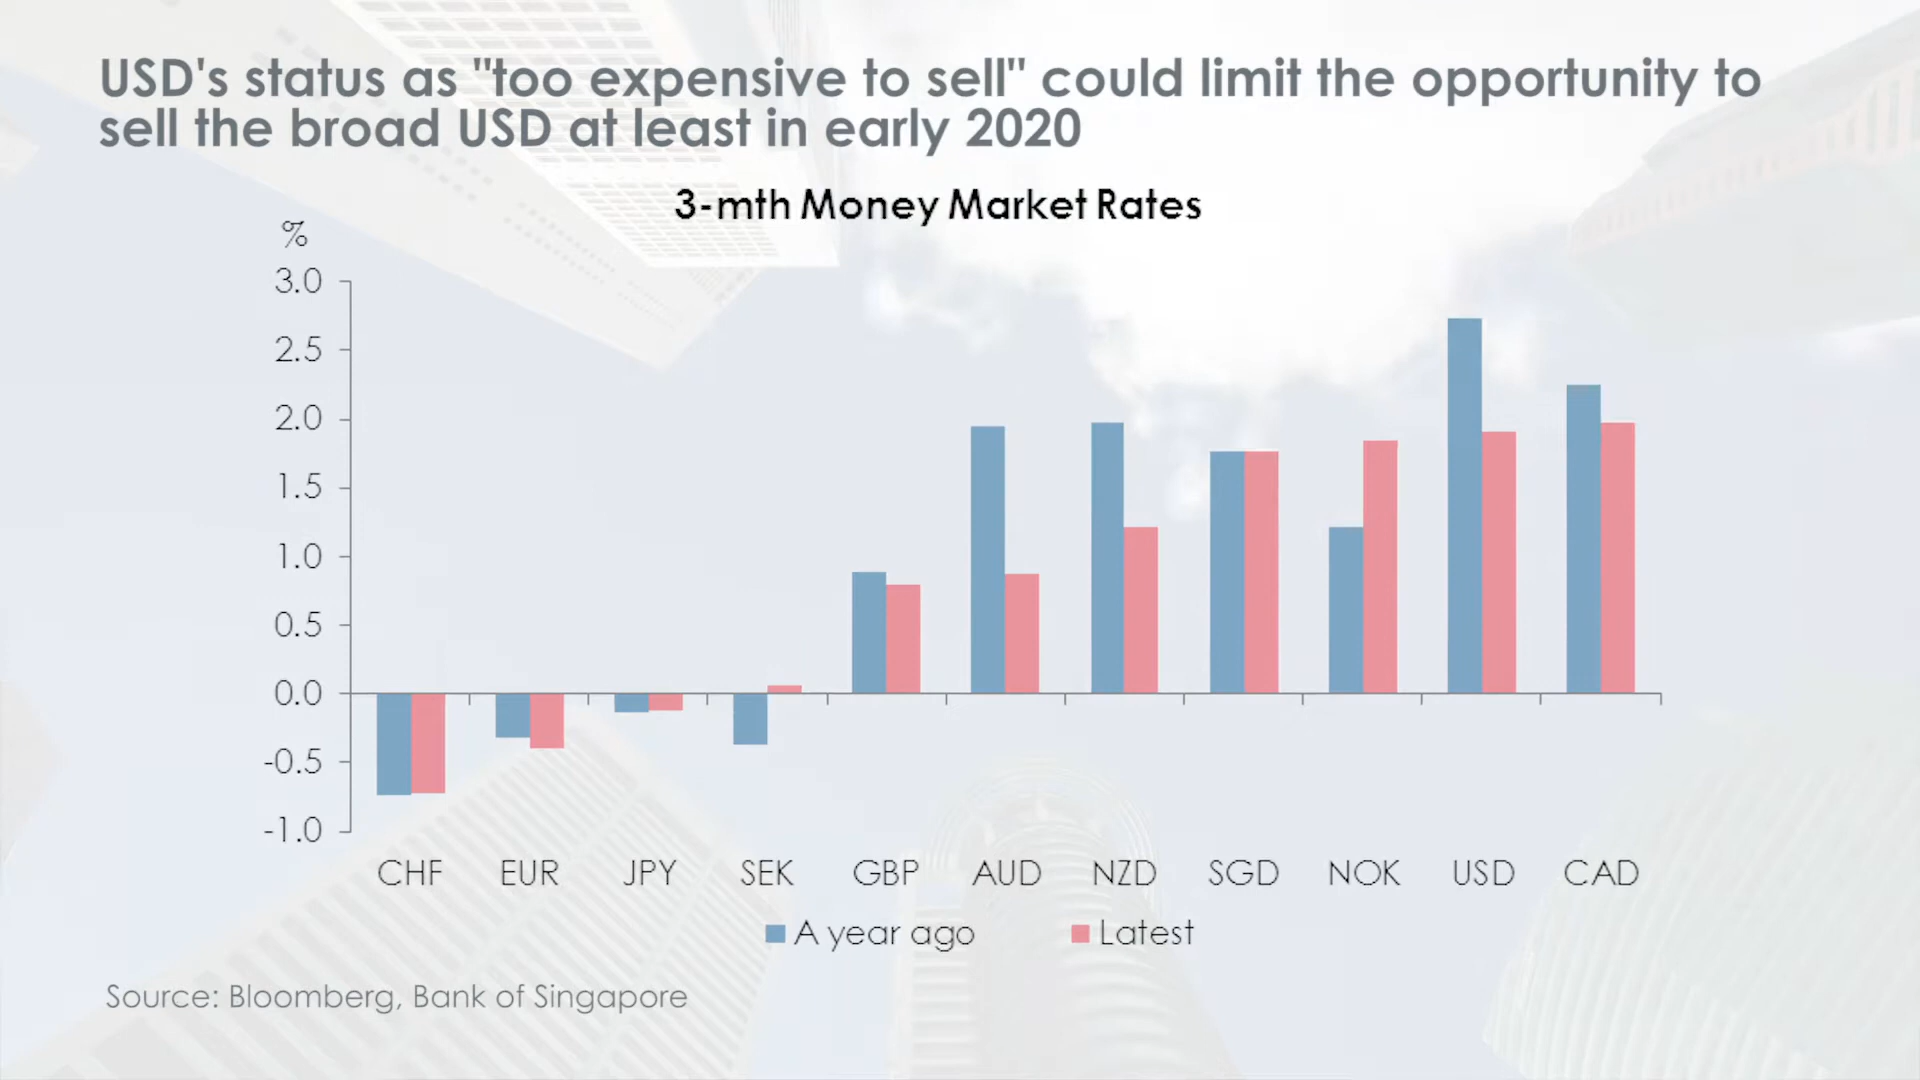 USD's status as "too expensive to sell" could limit the opportunity to
sell the broad USD at least in early 2020
3-mth Money Market Rates
%
3.0
2.5
2.0
1.5
1.0
0.5
0.0
-0.5
-1.0
CHF EUR JPY SEK GBP AUD NZD SGD NOK USD CAD
A year ago Latest
Source: Bloomberg, Bank of Singapore